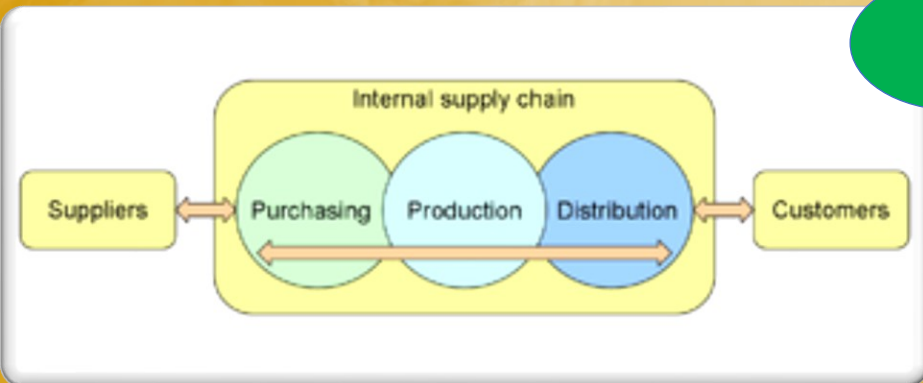 Internal supply chain
Suppliers
Purchasing
Production
Distribution
Customers